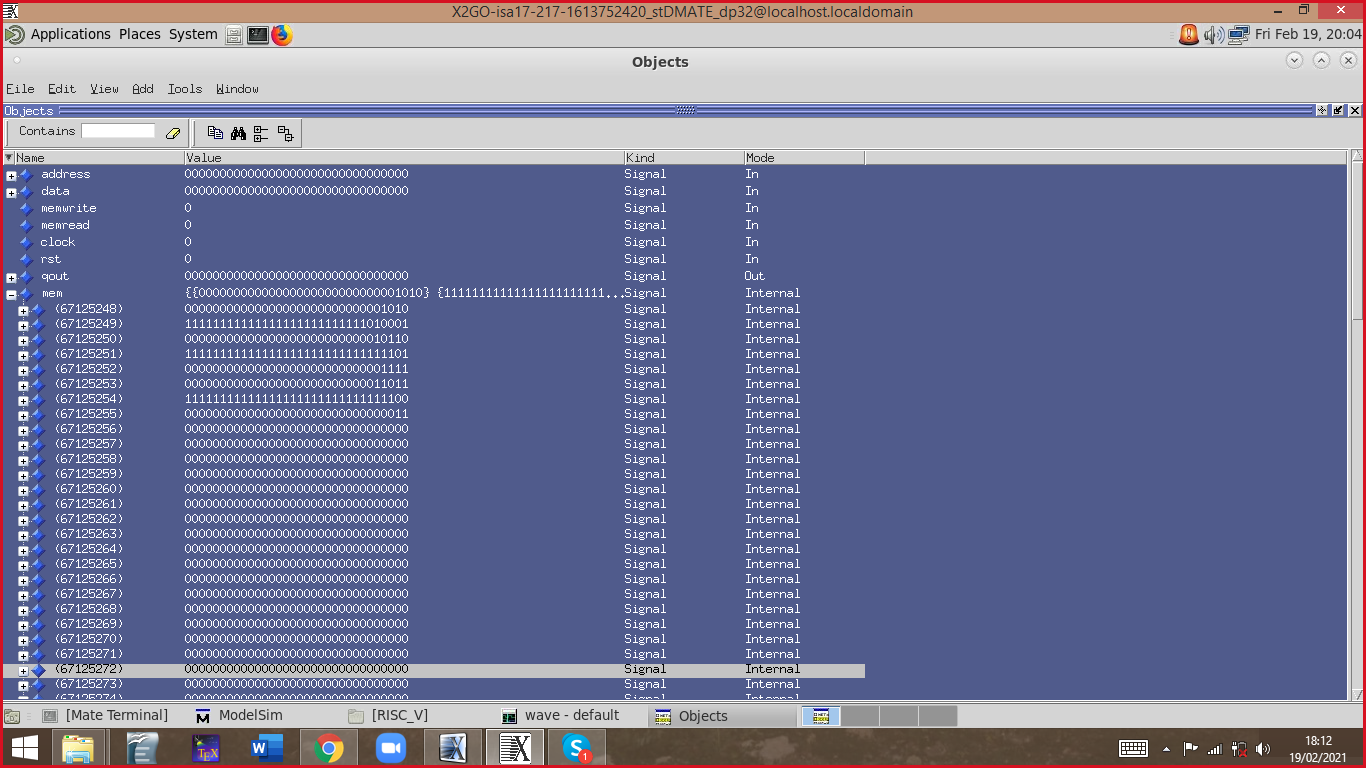 X2GO-isa17-217-1613752420_stDMATE_dp32@localhost.localdomain
Applications Places System Fri Feb 19, 20:04
Objects
File Edit View Add Tools Window
Objects
Contains
Name Value Kind Mode
address 00000000000000000000000000000000 Signal In
data 00000000000000000000000000000000 Signal In
memwrite 0 Signal In
memread 0 Signal In
clock 0 Signal In
rst 0 Signal In
qout 00000000000000000000000000000000 Signal Out
mem {{00000000000000000000000000001010} {11111111111111111111111... Signal Internal
(67125248) 00000000000000000000000000001010 Signal Internal
(67125249) 11111111111111111111111111010001 Signal Internal
(67125250) 00000000000000000000000000010110 Signal Internal
(67125251) 11111111111111111111111111111101 Signal Internal
(67125252) 00000000000000000000000000001111 Signal Internal
(67125253) 00000000000000000000000000011011 Signal Internal
(67125254) 11111111111111111111111111111100 Signal Internal
(67125255) 00000000000000000000000000000011 Signal Internal
(67125256) 00000000000000000000000000000000 Signal Internal
(67125257) 00000000000000000000000000000000 Signal Internal
(67125258) 00000000000000000000000000000000 Signal Internal
(67125259) 00000000000000000000000000000000 Signal Internal
(67125260) 00000000000000000000000000000000 Signal Internal
(67125261) 00000000000000000000000000000000 Signal Internal
(67125262) 00000000000000000000000000000000 Signal Internal
(67125263) 00000000000000000000000000000000 Signal Internal
(67125264) 00000000000000000000000000000000 Signal Internal
(67125265) 00000000000000000000000000000000 Signal Internal
(67125266) 00000000000000000000000000000000 Signal Internal
(67125267) 00000000000000000000000000000000 Signal Internal
(67125268) 00000000000000000000000000000000 Signal Internal
(67125269) 00000000000000000000000000000000 Signal Internal
(67125270) 00000000000000000000000000000000 Signal Internal
(67125271) 00000000000000000000000000000000 Signal Internal
(67125272) 00000000000000000000000000000000 Signal Internal
(67125273) 00000000000000000000000000000000 Signal Internal
[Mate Terminal] ModelSim [RISC_V] wave - default Objects
18:12
19/02/2021